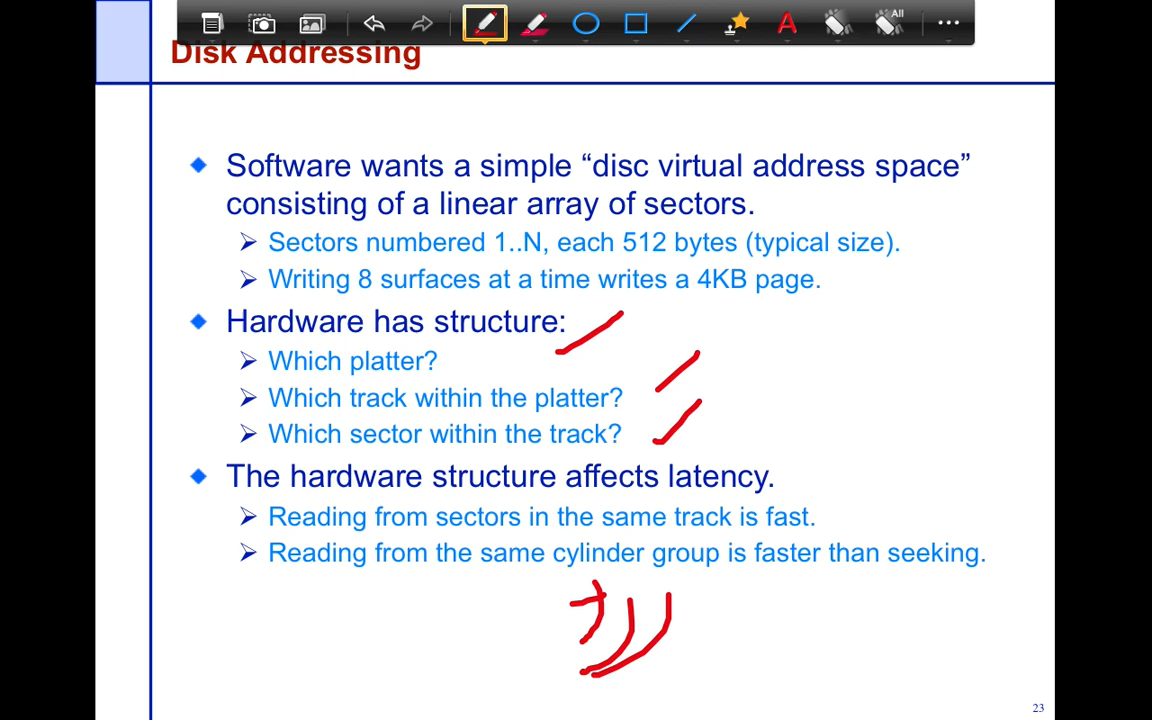 All
A
Disk Addressing
Software wants a simple “disc virtual address space”
consisting of a linear array of sectors.
Sectors numbered 1..N, each 512 bytes (typical size).
Writing 8 surfaces at a time writes a 4KB page.
Hardware has structure:
Which platter?
Which track within the platter?
Which sector within the track?
The hardware structure affects latency.
Reading from sectors in the same track is fast.
Reading from the same cylinder group is faster than seeking.
23